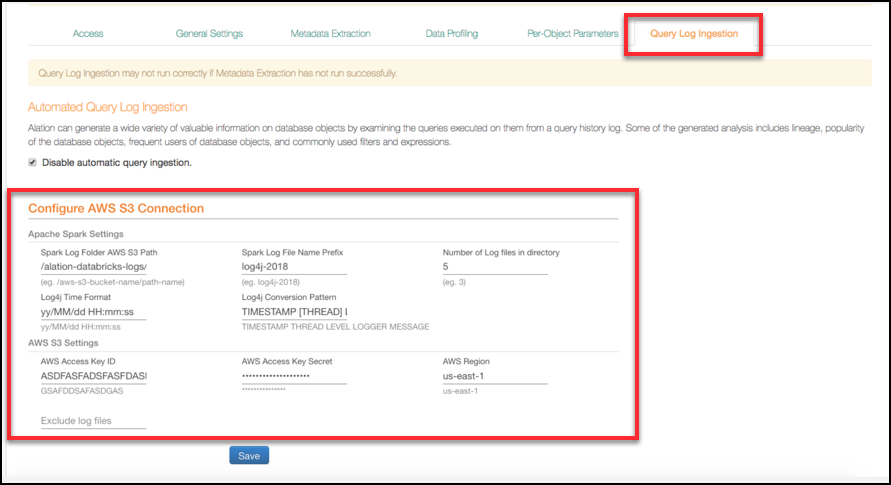 Access General Settings Metadata Extraction Data Profiling Per-Object Parameters Query Log Ingestion
Query Log Ingestion may not run correctly if Metadata Extraction has not run successfully.
Automated Query Log Ingestion
Alation can generate a wide variety of valuable information on database objects by examining the queries executed on them from a query history log. Some of the generated analysis includes lineage, popularity
of the database objects, frequent users of database objects, and commonly used filters and expressions.
Disable automatic query ingestion.
Configure AWS S3 Connection
Apache Spark Settings
Spark Log Folder AWS S3 Path Spark Log File Name Prefix Number of Log files in directory
/alation-databricks-logs/ log4j-2018 5
(eg. /aws-s3-bucket-name/path-name) (eg. log4j-2018) (eg. 3)
Log4j Time Format Log4j Conversion Pattern
yy/MM/dd HH:mm:ss TIMESTAMP [THREAD] L
yy/MM/dd HH:mm:ss TIMESTAMP THREAD LEVEL LOGGER MESSAGE
AWS S3 Settings
AWS Access Key ID AWS Access Key Secret AWS Region
ASDFASFADSFASFDASI •••••••••••••••••••• us-east-1
GSAFDDSAFASDGAS *************** us-east-1
Exclude log files
Save